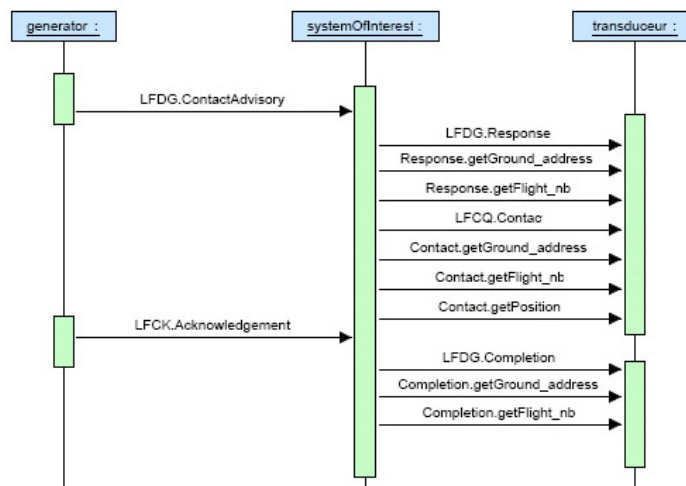 generator :
systemOfInterest :
transduceur :
LFDG.ContactAdvisory
LFDG.Response
Response.getGround_address
Response.getFlight_nb
LFCQ.Contac
Contact.getGround_address
Contact.getFlight_nb
Contact.getPosition
LFCK.Acknowledgement
LFDG.Completion
Completion.getGround_address
Completion.getFlight_nb